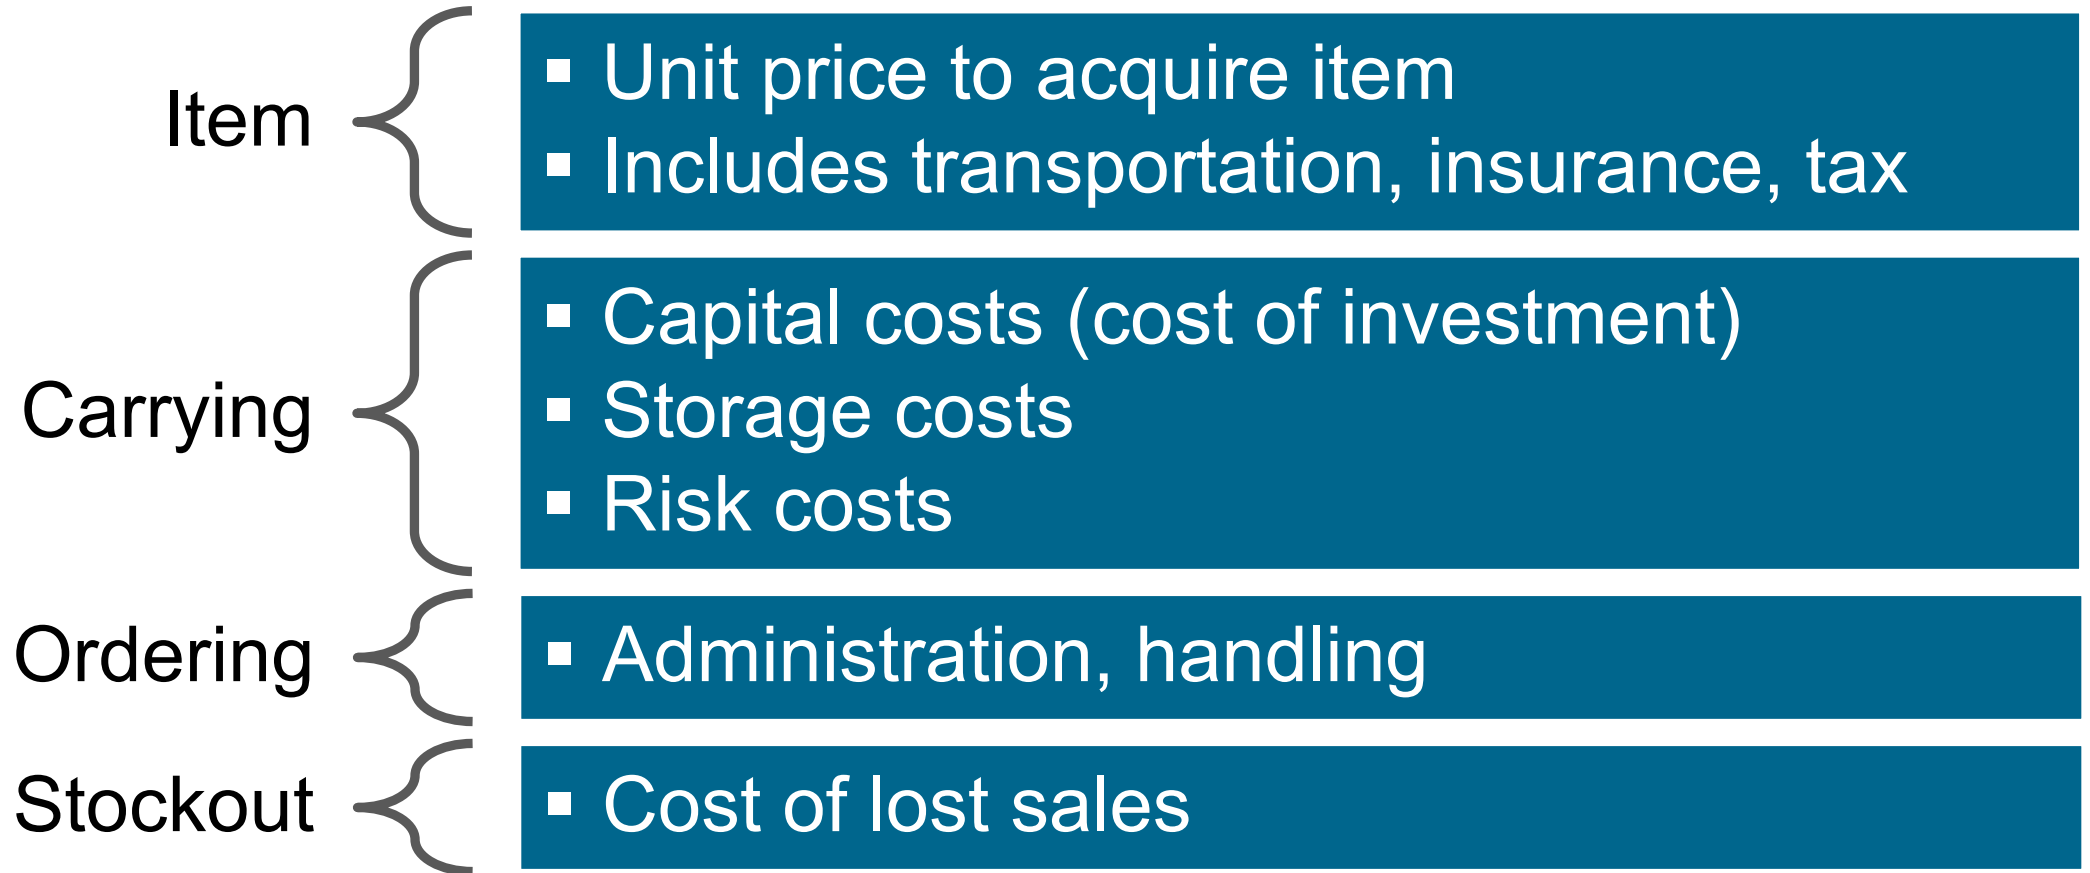 Item
▪ Unit price to acquire item
▪ Includes transportation, insurance, tax
Carrying
▪ Capital costs (cost of investment)
▪ Storage costs
▪ Risk costs
Ordering
▪ Administration, handling
Stockout
▪ Cost of lost sales